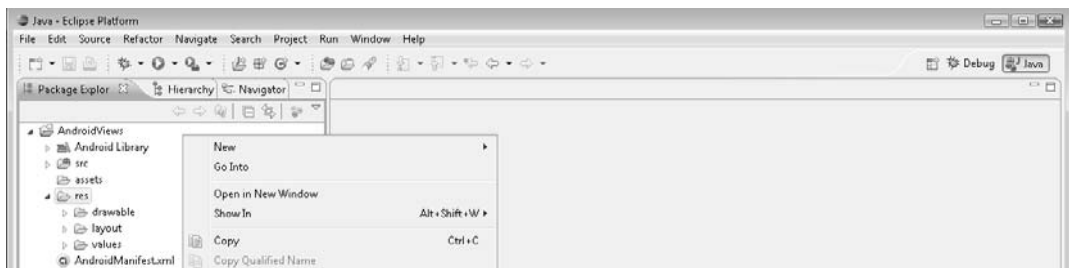 Java - Eclipse Platform
File Edit Source Refactor Navigate Search Project Run Window Help
Debug Java
Package Explor Hierarchy Navigator
AndroidViews
Android Library New
src Go Into
assets
res Open in New Window
drawable Show In Alt+Shift+W
layout
values Copy Ctrl+C
AndroidManifest.xml Copy Qualified Name